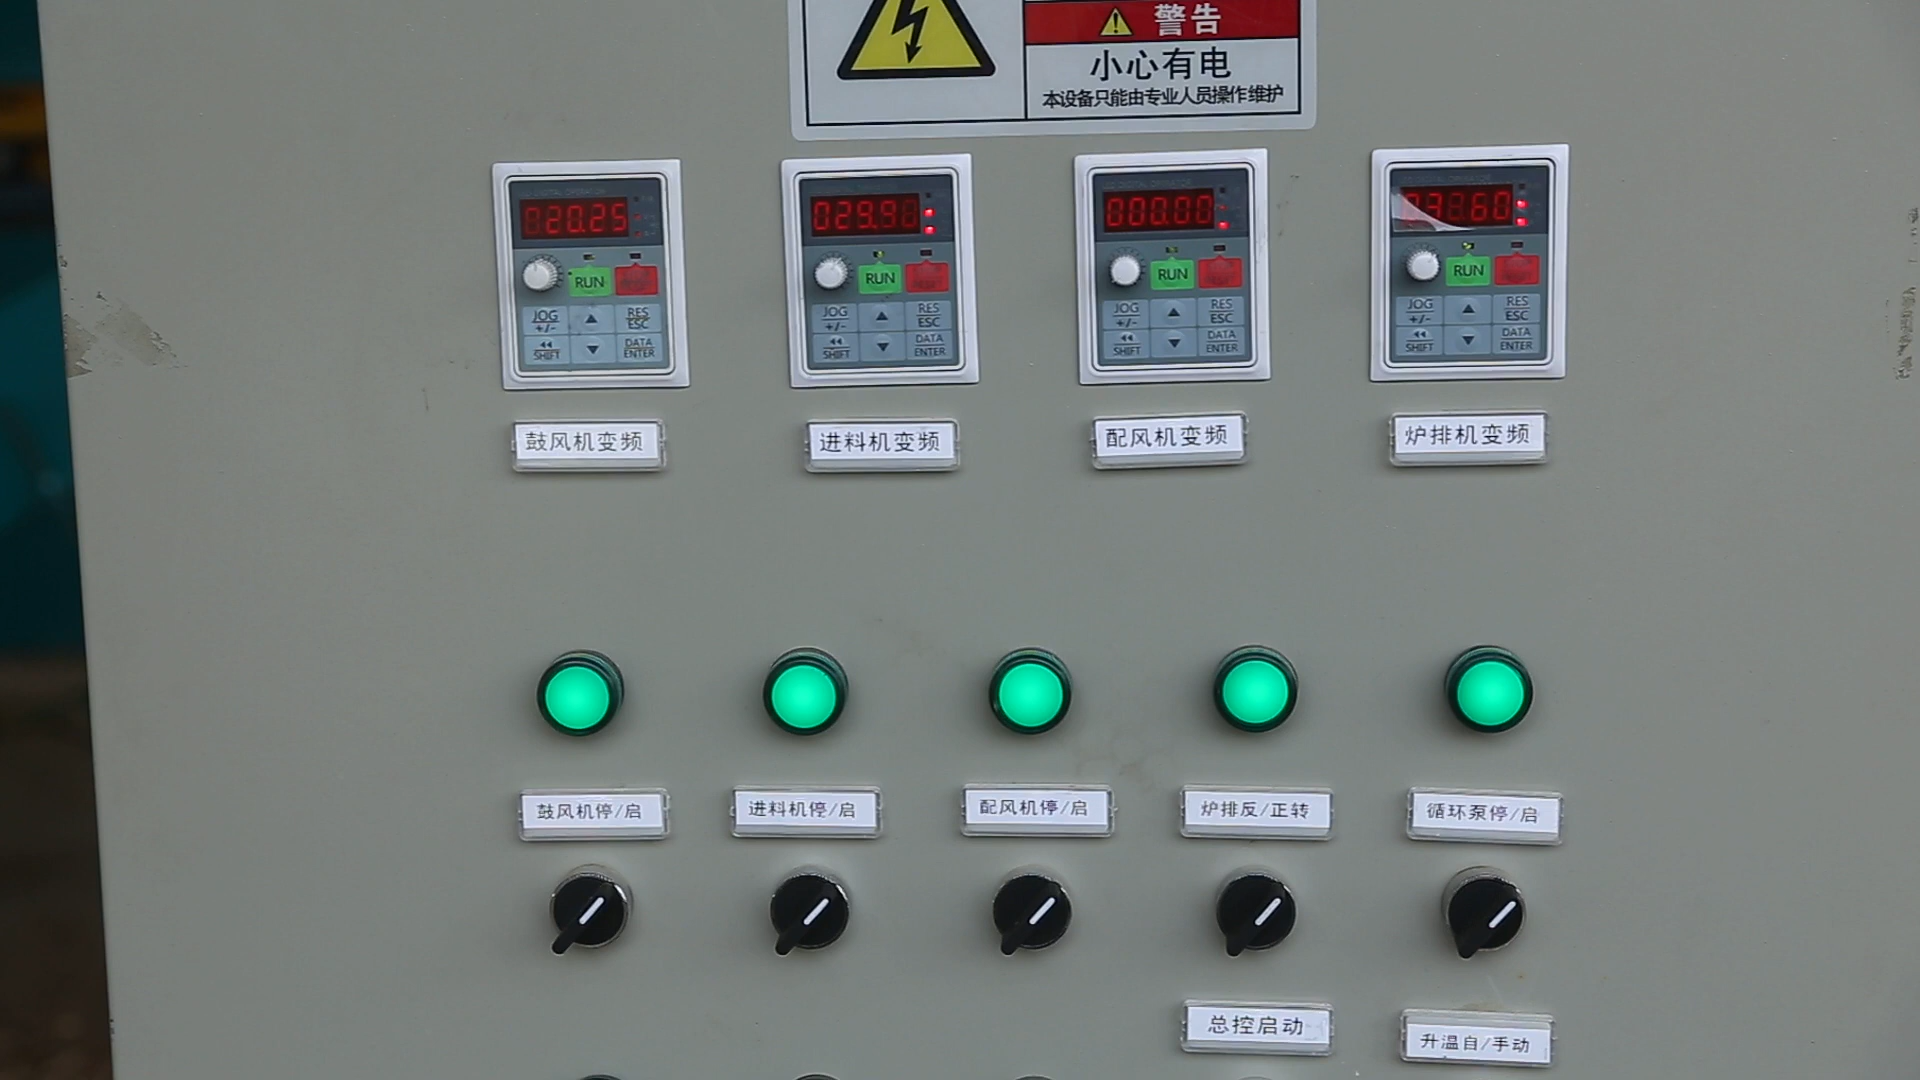 警告
小心有电
本设备只能由专业人员操作维护
20.25
029.98
000.00
RUN
RUN
RUN
RUN
JOG +/-
RES ESC
JOG +/-
RES ESC
JOG +/-
RES ESC
JOG +/-
RES ESC
SHIFT
DATA ENTER
SHIFT
DATA ENTER
SHIFT
DATA ENTER
SHIFT
DATA ENTER
鼓风机变频
进料机变频
配风机变频
炉排机变频
鼓风机停/启
进料机停/启
配风机停/启
炉排反/正转
循环泵停/启
总控启动
升温自/手动